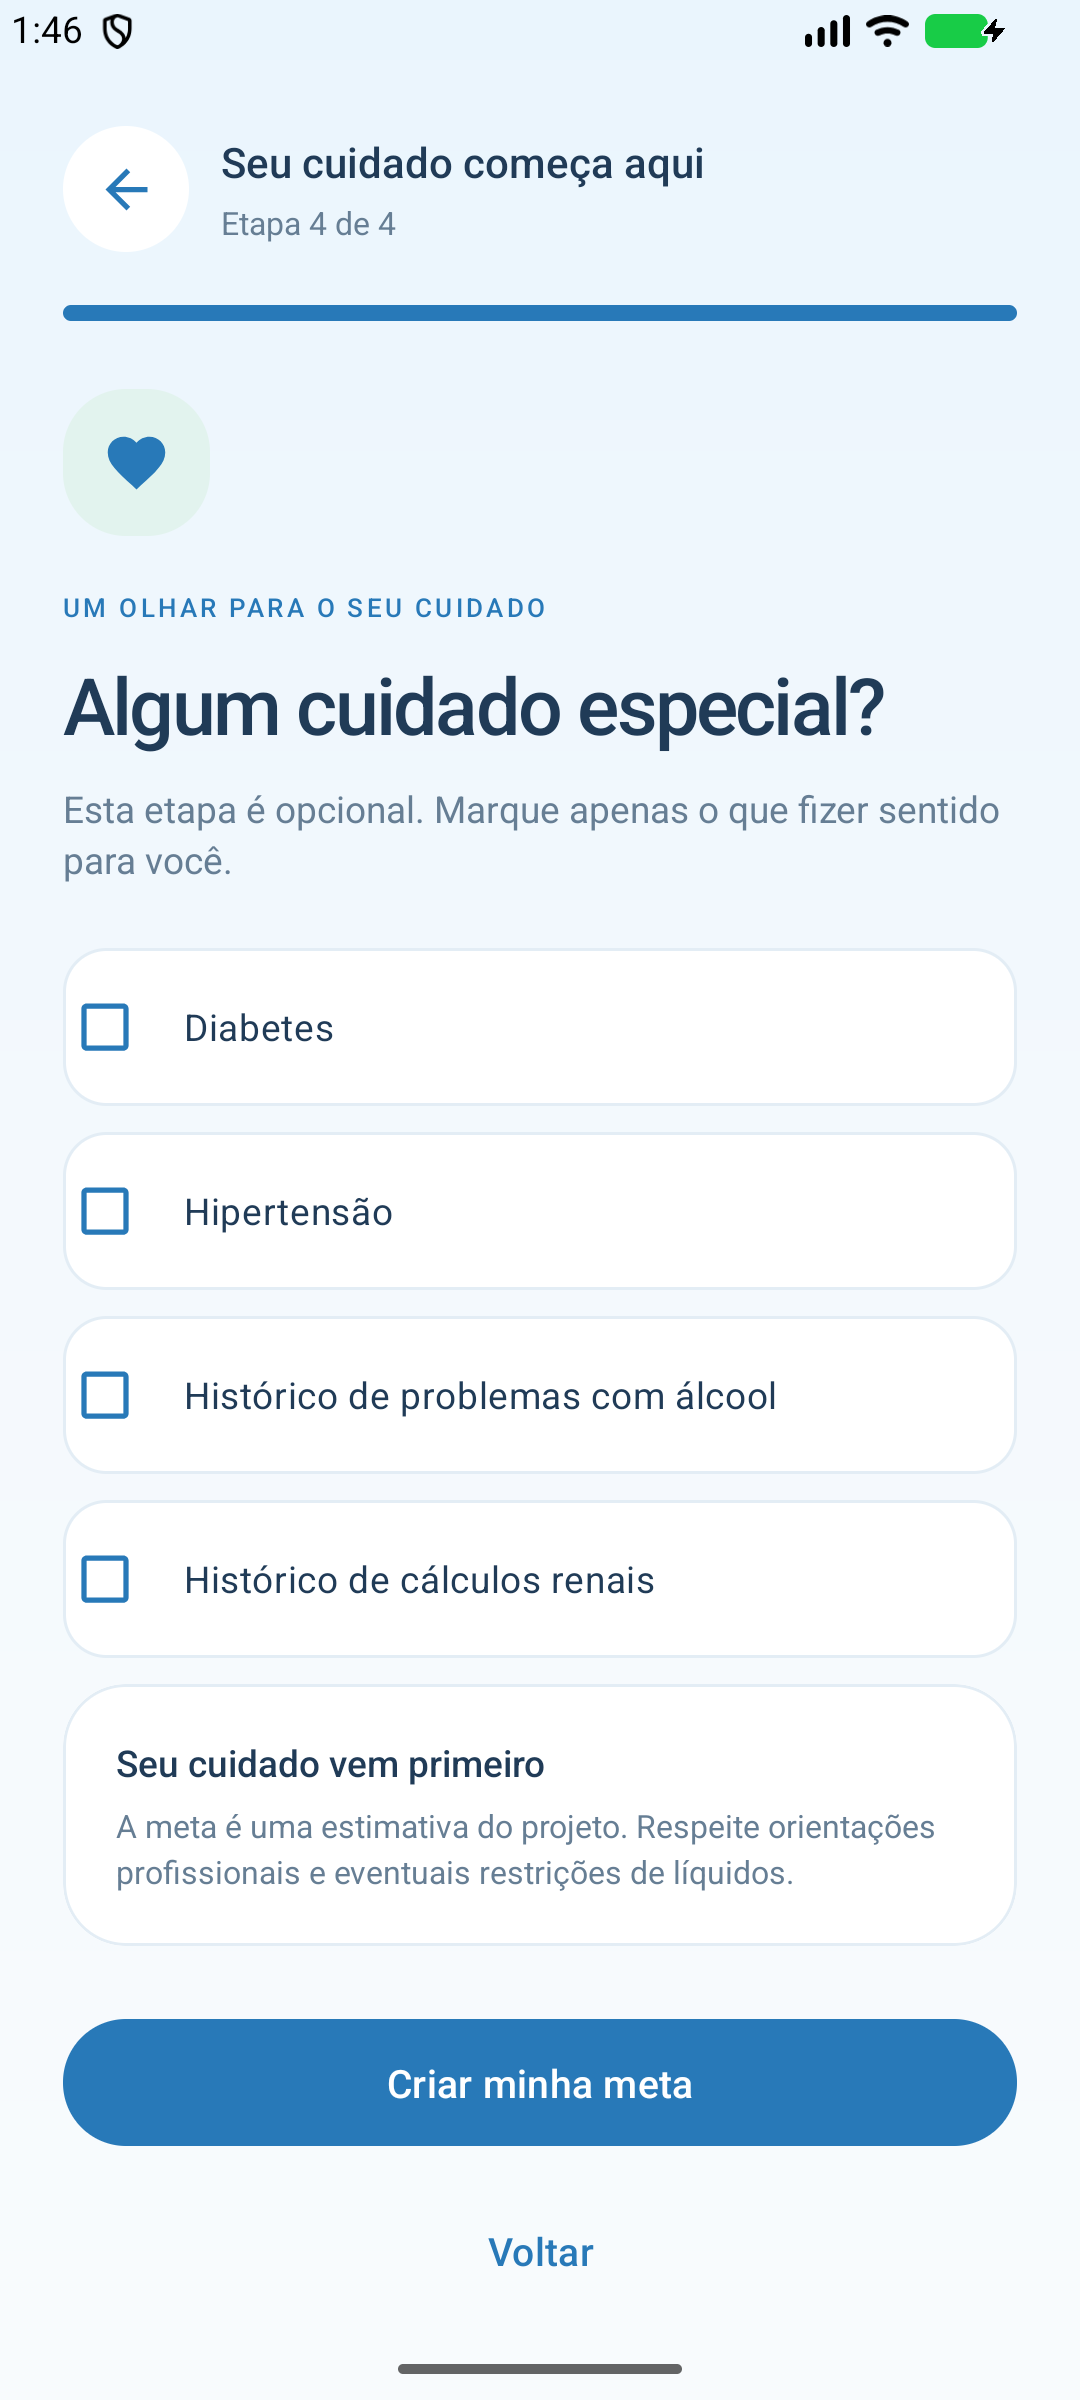 1:46
Seu cuidado começa aqui
Etapa 4 de 4
UM OLHAR PARA O SEU CUIDADO
Algum cuidado especial?
Esta etapa é opcional. Marque apenas o que fizer sentido
para você.
Diabetes
Hipertensão
Histórico de problemas com álcool
Histórico de cálculos renais
Seu cuidado vem primeiro
A meta é uma estimativa do projeto. Respeite orientações
profissionais e eventuais restrições de líquidos.
Criar minha meta
Voltar